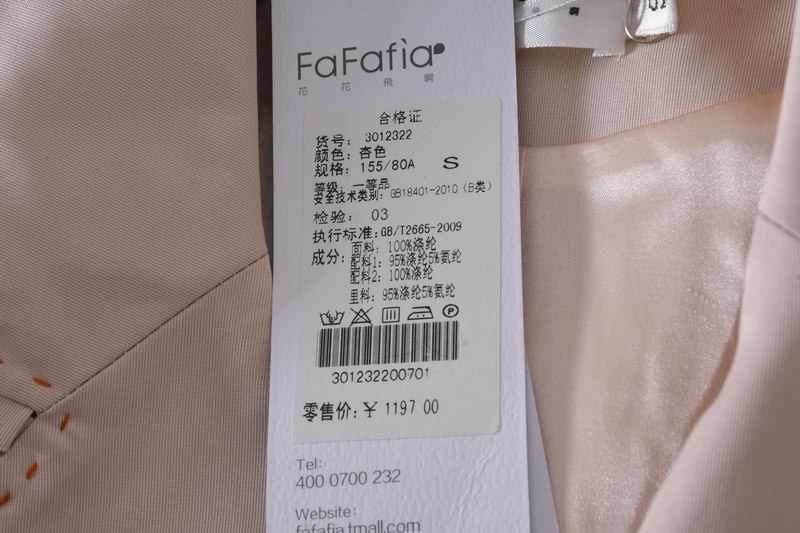 FaFafìa
花花飛啊
合格证
货号: 3012322
颜色: 杏色
规格: 155/80A S
等级: 一等品
安全技术类别: GB18401-2010 (B类)
检验: 03
执行标准: GB/T2665-2009
成分: 面料: 100%涤纶
配料1: 95%涤纶5%氨纶
配料2: 100%涤纶
里料: 95%涤纶5%氨纶
301232200701
零售价: ¥ 1197 00
Tel:
400 0700 232
Website:
fafafia.tmall.com